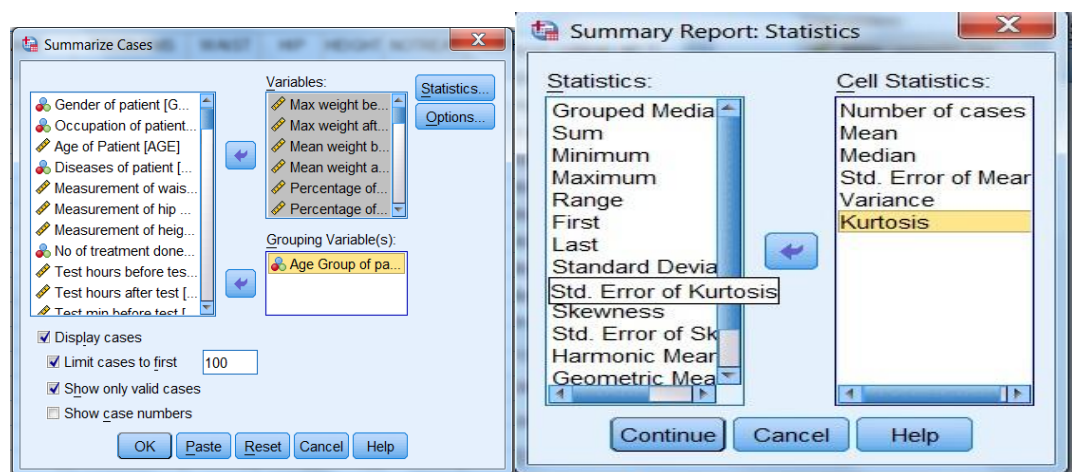 Summarize Cases
Variables:
Gender of patient [G...
Occupation of patient...
Age of Patient [AGE]
Diseases of patient [...
Measurement of wais...
Measurement of hip ...
Measurement of heig...
No of treatment done...
Test hours before tes...
Test hours after test [...
Test min before test [
Max weight be...
Max weight aft...
Mean weight b...
Mean weight a...
Percentage of...
Percentage of...
Statistics...
Options...
Grouping Variable(s):
Age Group of pa...
Display cases
Limit cases to first 100
Show only valid cases
Show case numbers
OK Paste Reset Cancel Help
Summary Report: Statistics
Statistics:
Grouped Media
Sum
Minimum
Maximum
Range
First
Last
Standard Devia
Std. Error of Kurtosis
Skewness
Std. Error of Sk
Harmonic Mear
Geometric Mea
Cell Statistics:
Number of cases
Mean
Median
Std. Error of Mear
Variance
Kurtosis
Continue Cancel Help